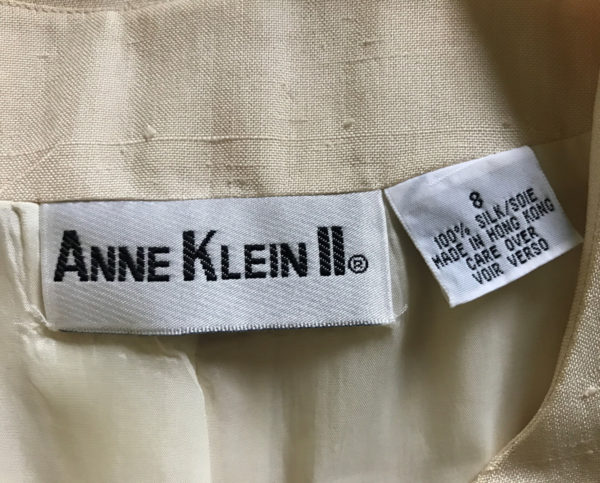 ANNE KLEIN II®
8
100% SILK/SOIE
MADE IN HONG KONG
CARE OVER
VOIR VERSO